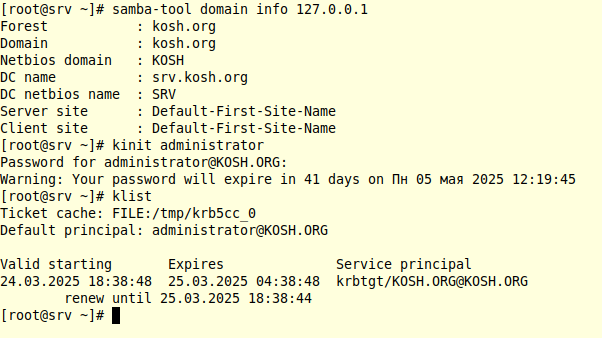 [root@srv ~]# samba-tool domain info 127.0.0.1
Forest           : kosh.org
Domain           : kosh.org
Netbios domain   : KOSH
DC name          : srv.kosh.org
DC netbios name  : SRV
Server site      : Default-First-Site-Name
Client site      : Default-First-Site-Name
[root@srv ~]# kinit administrator
Password for administrator@KOSH.ORG:
Warning: Your password will expire in 41 days on Пн 05 мая 2025 12:19:45
[root@srv ~]# klist
Ticket cache: FILE:/tmp/krb5cc_0
Default principal: administrator@KOSH.ORG

Valid starting       Expires              Service principal
24.03.2025 18:38:48  25.03.2025 04:38:48  krbtgt/KOSH.ORG@KOSH.ORG
        renew until 25.03.2025 18:38:44
[root@srv ~]#